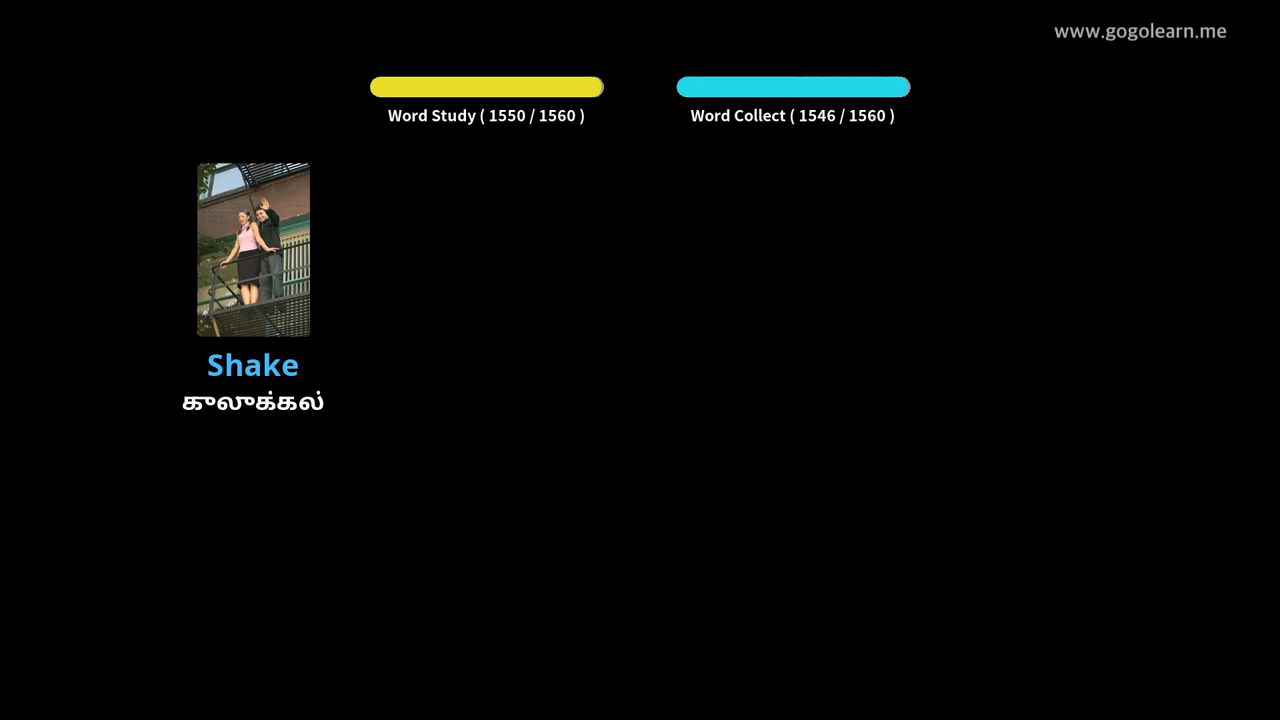 www.gogolearn.me
Word Study ( 1550 / 1560 )
Word Collect ( 1546 / 1560 )
Shake
குலுக்கல்